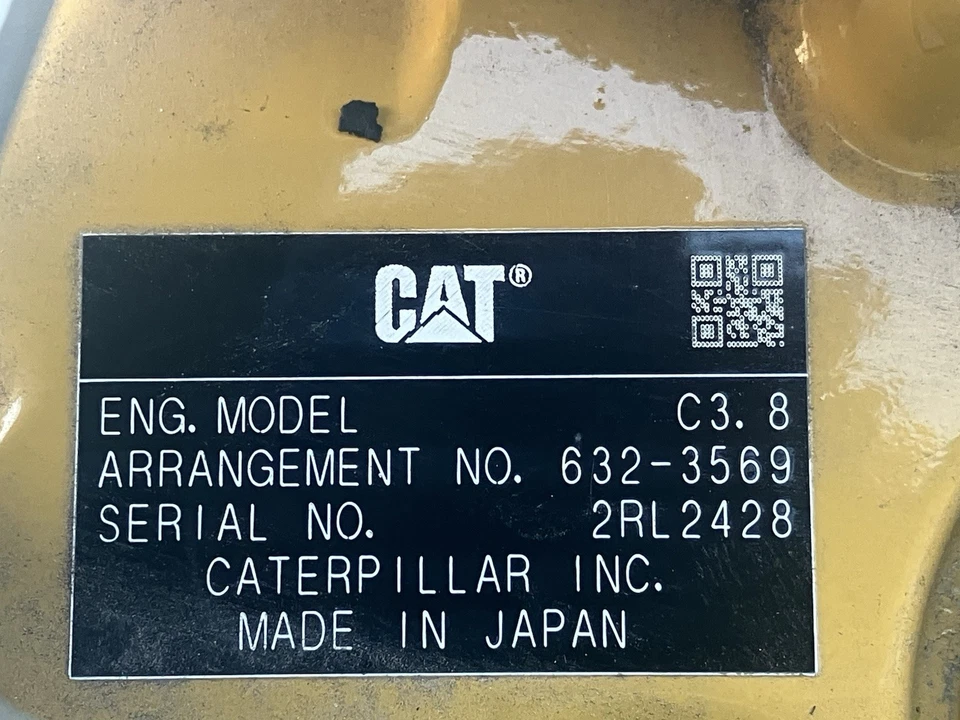 CAT®
ENG. MODEL C3.8
ARRANGEMENT NO. 632-3569
SERIAL NO. 2RL2428
CATERPILLAR INC.
MADE IN JAPAN